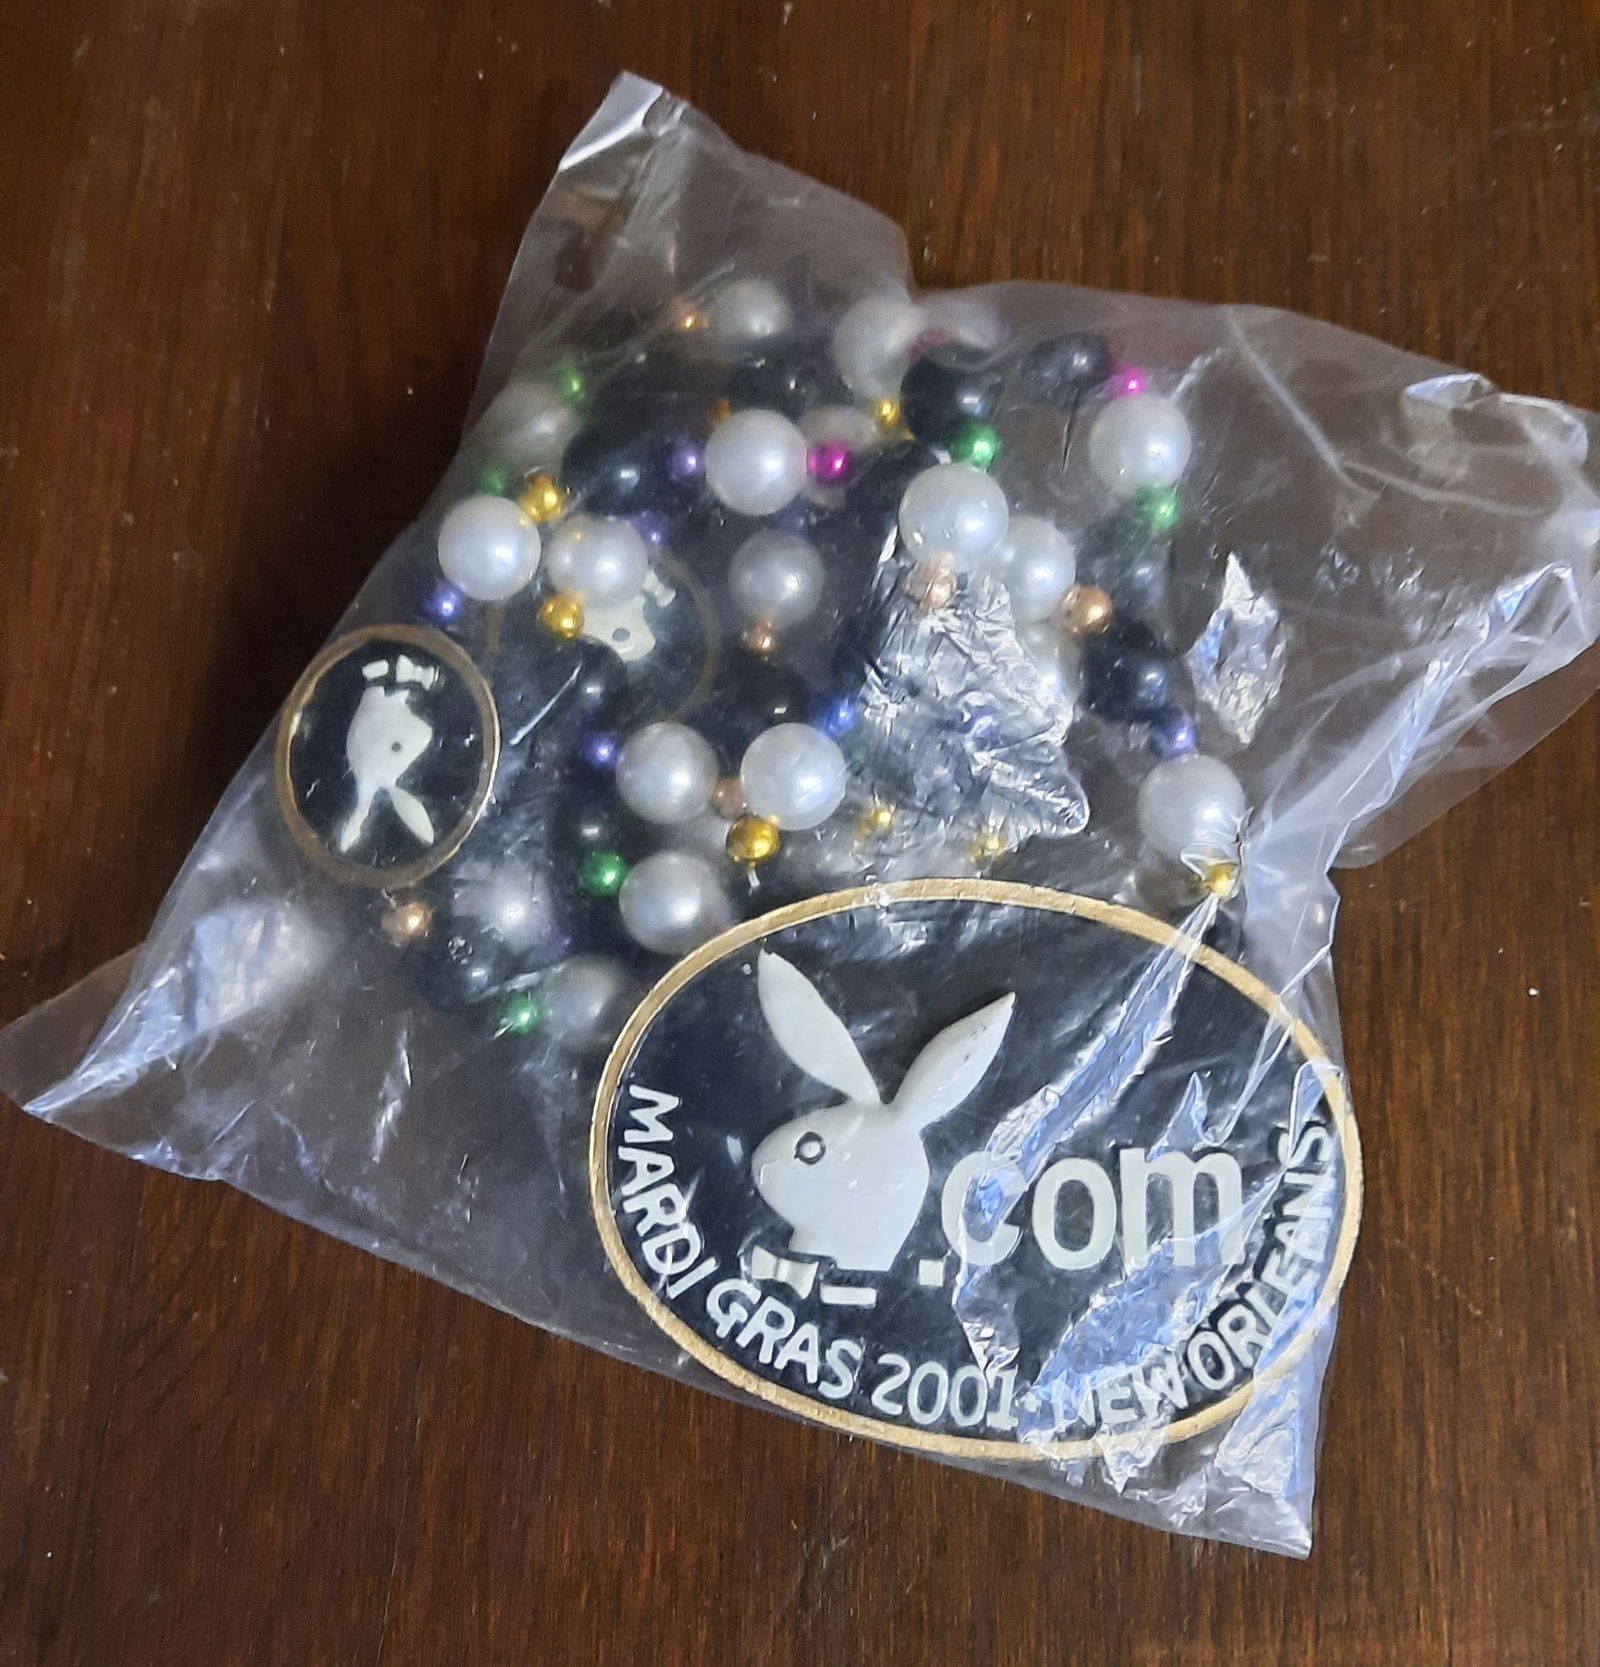 .com
MARDI GRAS 2001 · NEW ORLEANS